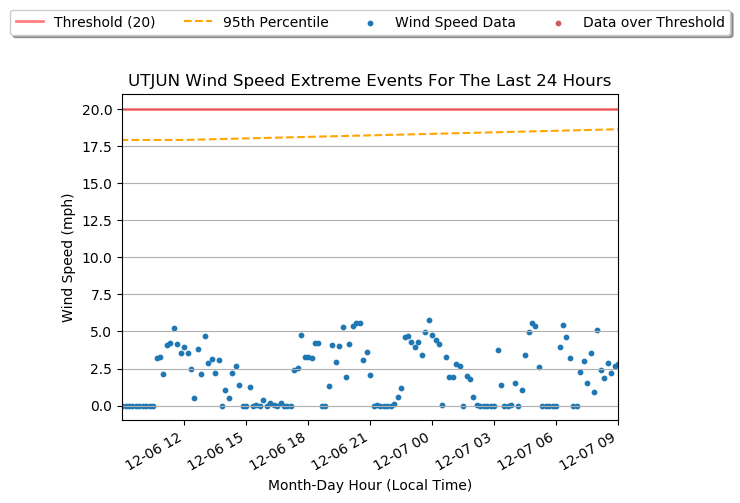 Threshold (20) 95th Percentile Wind Speed Data Data over Threshold
UTJUN Wind Speed Extreme Events For The Last 24 Hours
20.0
17.5
15.0
12.5
10.0
7.5
5.0
2.5
0.0
Wind Speed (mph)
12-06 12 12-06 15 12-06 18 12-06 21 12-07 00 12-07 03 12-07 06 12-07 09
Month-Day Hour (Local Time)